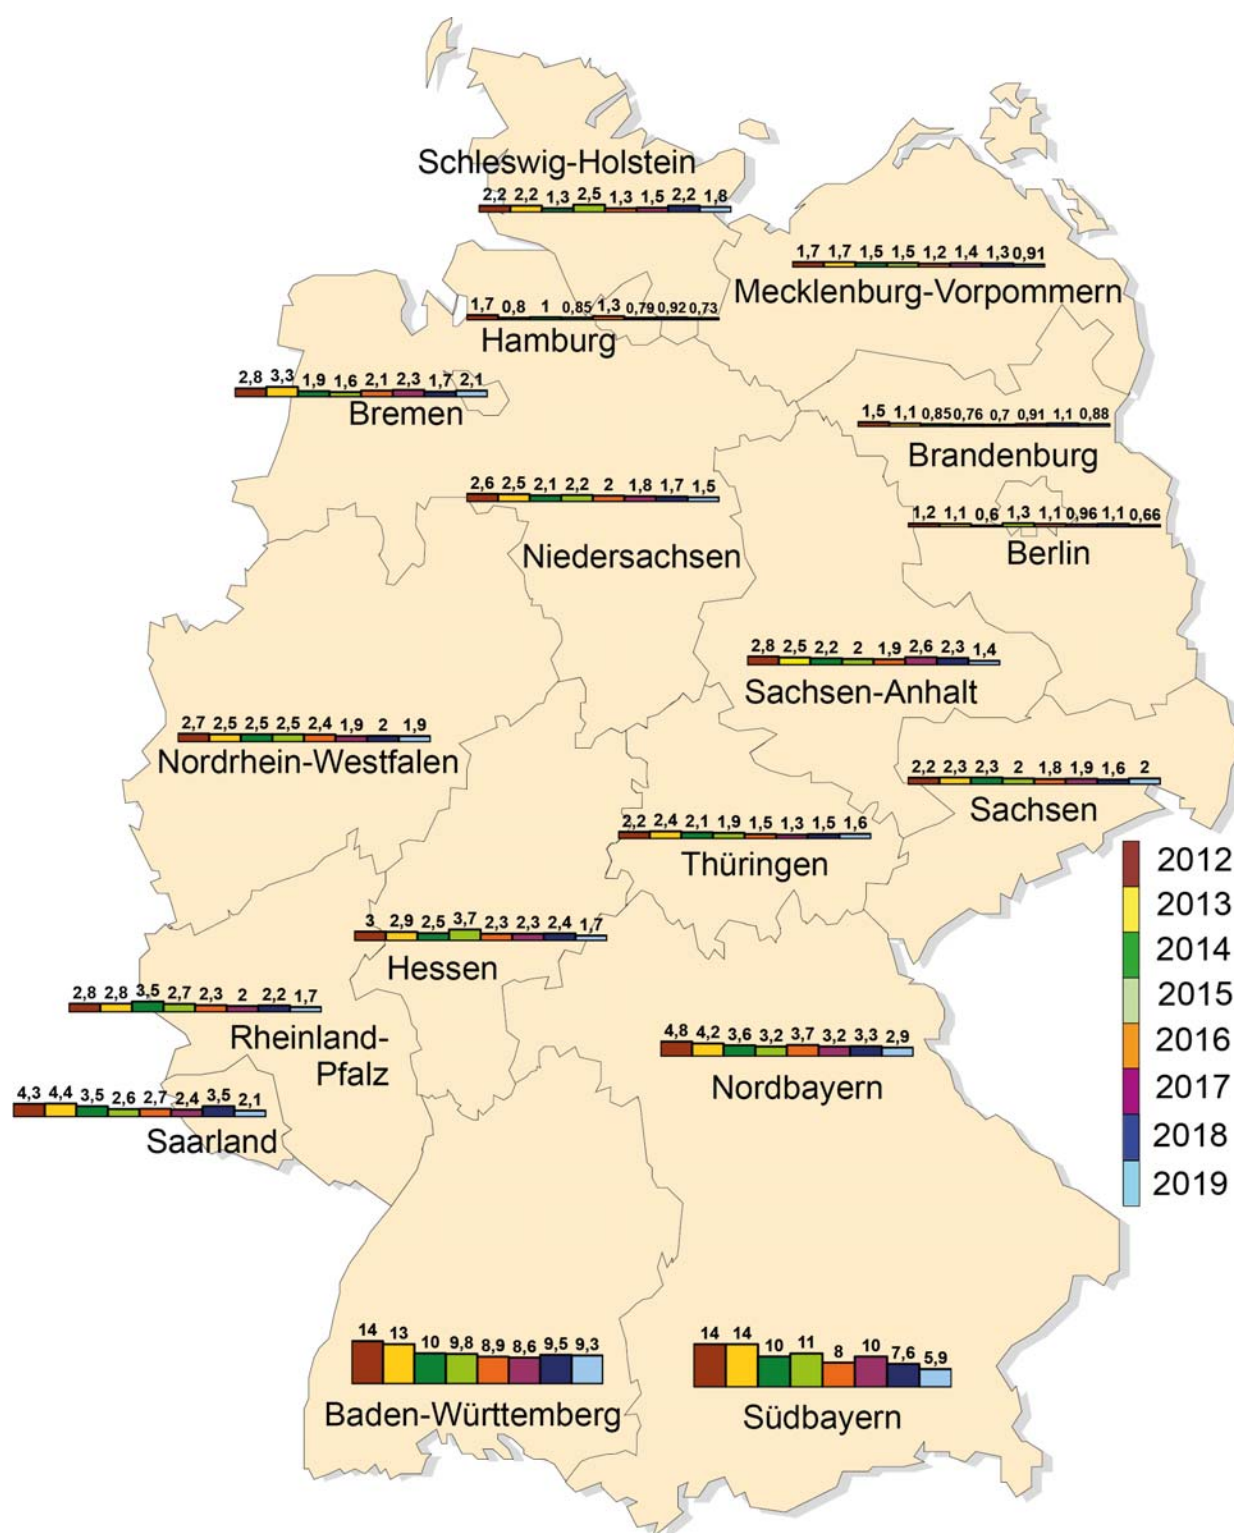 Schleswig-Holstein
2,2 2,2 1,3 2,5 1,3 1,5 2,2 1,8
1,7 1,7 1,5 1,5 1,2 1,4 1,3 0,91
Mecklenburg-Vorpommern
1,7 0,8 1 0,85 1,3 0,79 0,92 0,73
Hamburg
2,8 3,3 1,9 1,6 2,1 2,3 1,7 2,1
Bremen
1,5 1,1 0,85 0,76 0,7 0,91 1,1 0,88
Brandenburg
2,6 2,5 2,1 2,2 2 1,8 1,7 1,5
Niedersachsen
1,2 1,1 0,6 1,3 1,1 0,96 1,1 0,66
Berlin
2,8 2,5 2,2 2 1,9 2,6 2,3 1,4
Sachsen-Anhalt
2,7 2,5 2,5 2,5 2,4 1,9 2 1,9
Nordrhein-Westfalen
2,2 2,3 2,3 2 1,8 1,9 1,6 2
Sachsen
2,2 2,4 2,1 1,9 1,5 1,3 1,5 1,6
Thüringen
3 2,9 2,5 3,7 2,3 2,3 2,4 1,7
Hessen
2,8 2,8 3,5 2,7 2,3 2 2,2 1,7
Rheinland-
Pfalz
4,8 4,2 3,6 3,2 3,7 3,2 3,3 2,9
Nordbayern
4,3 4,4 3,5 2,6 2,7 2,4 3,5 2,1
Saarland
14 13 10 9,8 8,9 8,6 9,5 9,3
Baden-Württemberg
14 14 10 11 8 10 7,6 5,9
Südbayern
2012
2013
2014
2015
2016
2017
2018
2019